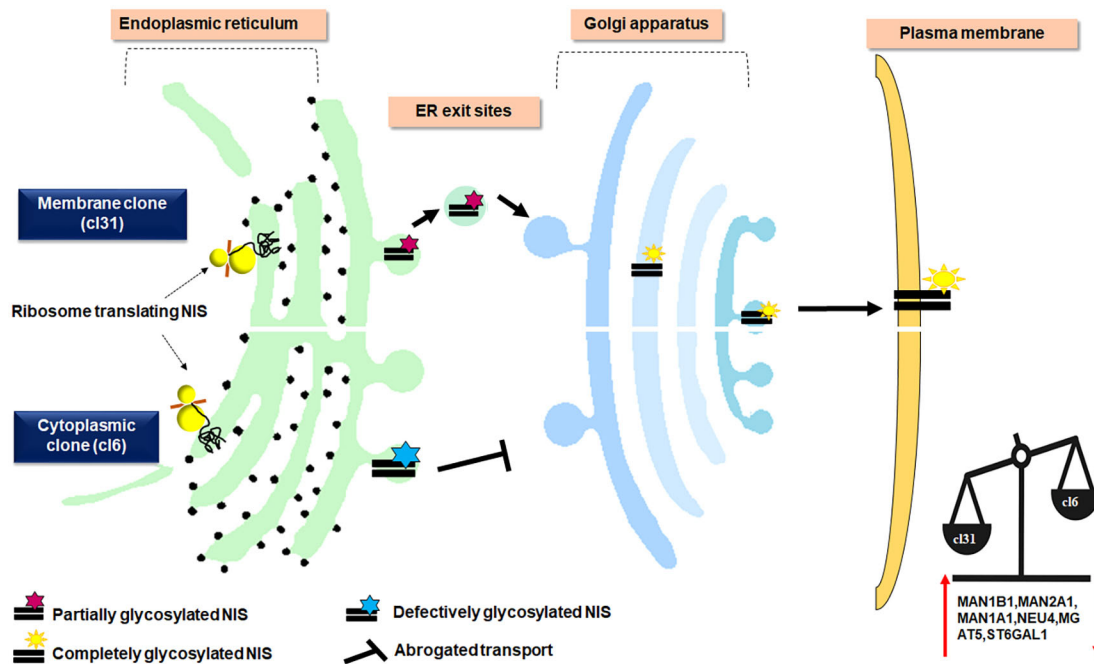 Endoplasmic reticulum
Golgi apparatus
Plasma membrane
ER exit sites
Membrane clone
(cl31)
Ribosome translating NIS
Cytoplasmic
clone (cl6)
cl6
cl31
MAN1B1,MAN2A1,
MAN1A1,NEU4,MG
AT5,ST6GAL1
Partially glycosylated NIS
Defectively glycosylated NIS
Completely glycosylated NIS
Abrogated transport